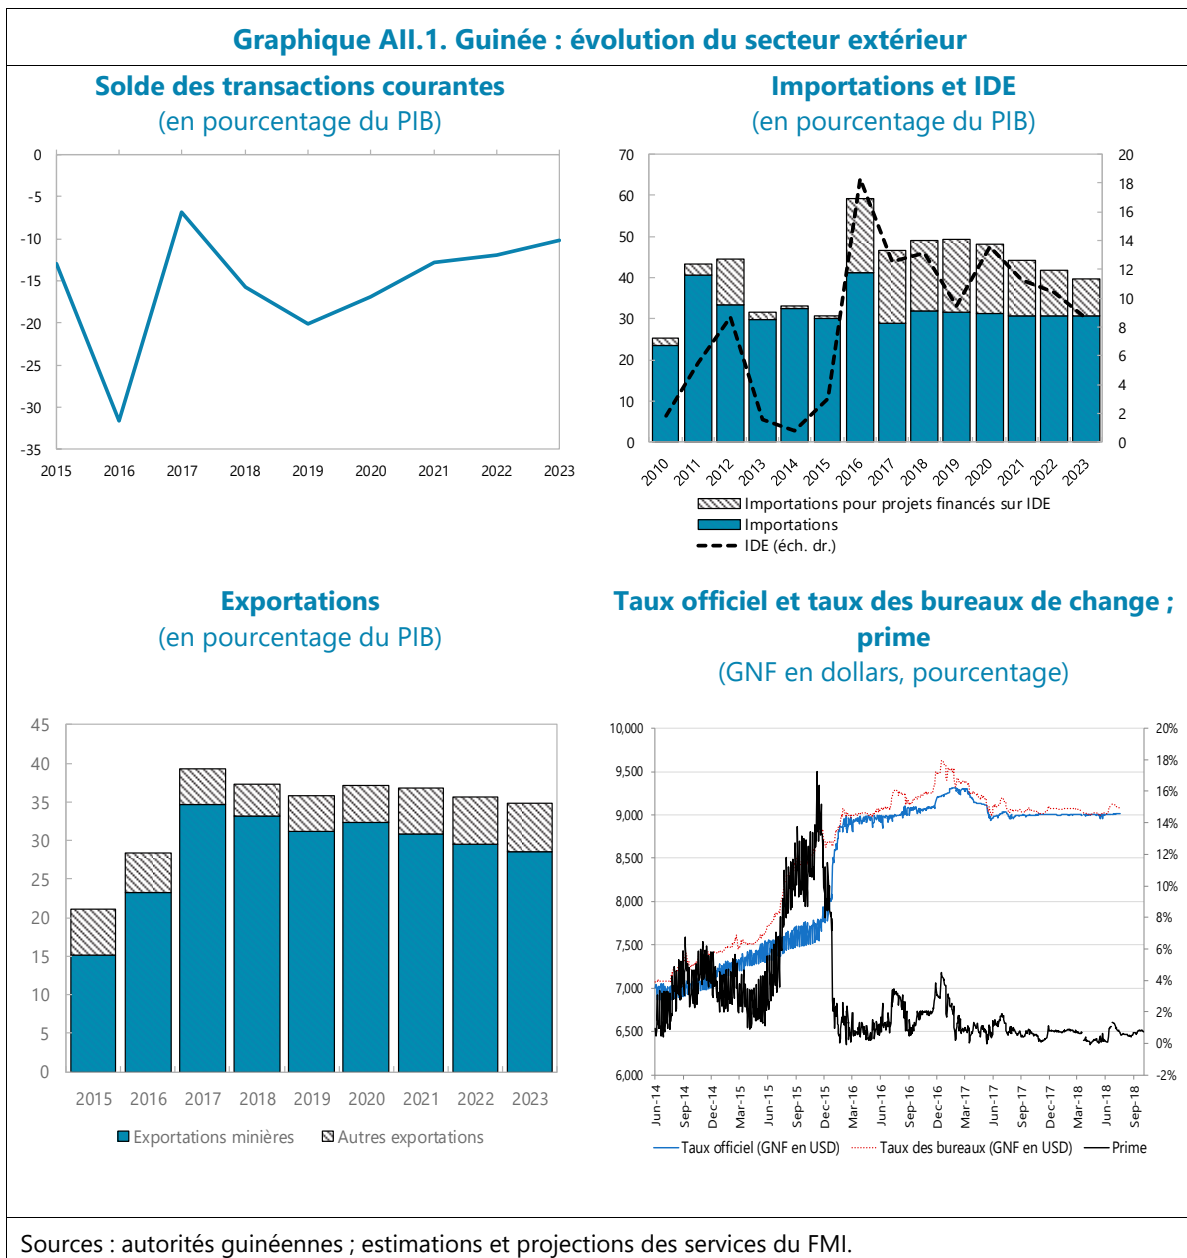 Graphique AII.1. Guinée : évolution du secteur extérieur
Solde des transactions courantes
(en pourcentage du PIB)
0
-5
-10
-15
-20
-25
-30
-35
2015 2016 2017 2018 2019 2020 2021 2022 2023
Importations et IDE
(en pourcentage du PIB)
70
60
50
40
30
20
10
0
20
18
16
14
12
10
8
6
4
2
0
2010 2011 2012 2013 2014 2015 2016 2017 2018 2019 2020 2021 2022 2023
Importations pour projets financés sur IDE
Importations
IDE (éch. dr.)
Exportations
(en pourcentage du PIB)
45
40
35
30
25
20
15
10
5
0
2015 2016 2017 2018 2019 2020 2021 2022 2023
Exportations minières Autres exportations
Taux officiel et taux des bureaux de change ;
prime
(GNF en dollars, pourcentage)
10,000
9,500
9,000
8,500
8,000
7,500
7,000
6,500
6,000
20%
18%
16%
14%
12%
10%
8%
6%
4%
2%
0%
-2%
Jun-14 Sep-14 Dec-14 Mar-15 Jun-15 Sep-15 Dec-15 Mar-16 Jun-16 Sep-16 Dec-16 Mar-17 Jun-17 Sep-17 Dec-17 Mar-18 Jun-18 Sep-18
Taux officiel (GNF en USD) Taux des bureaux (GNF en USD) Prime
Sources : autorités guinéennes ; estimations et projections des services du FMI.